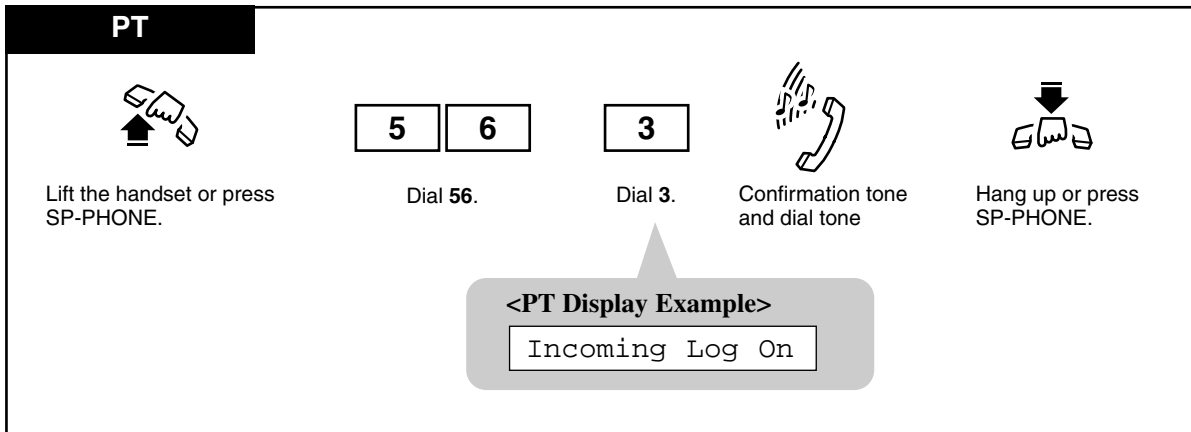 PT
5 6
3
Lift the handset or press
SP-PHONE.
Dial 56.
Dial 3.
Confirmation tone
and dial tone
Hang up or press
SP-PHONE.
<PT Display Example>
Incoming Log On